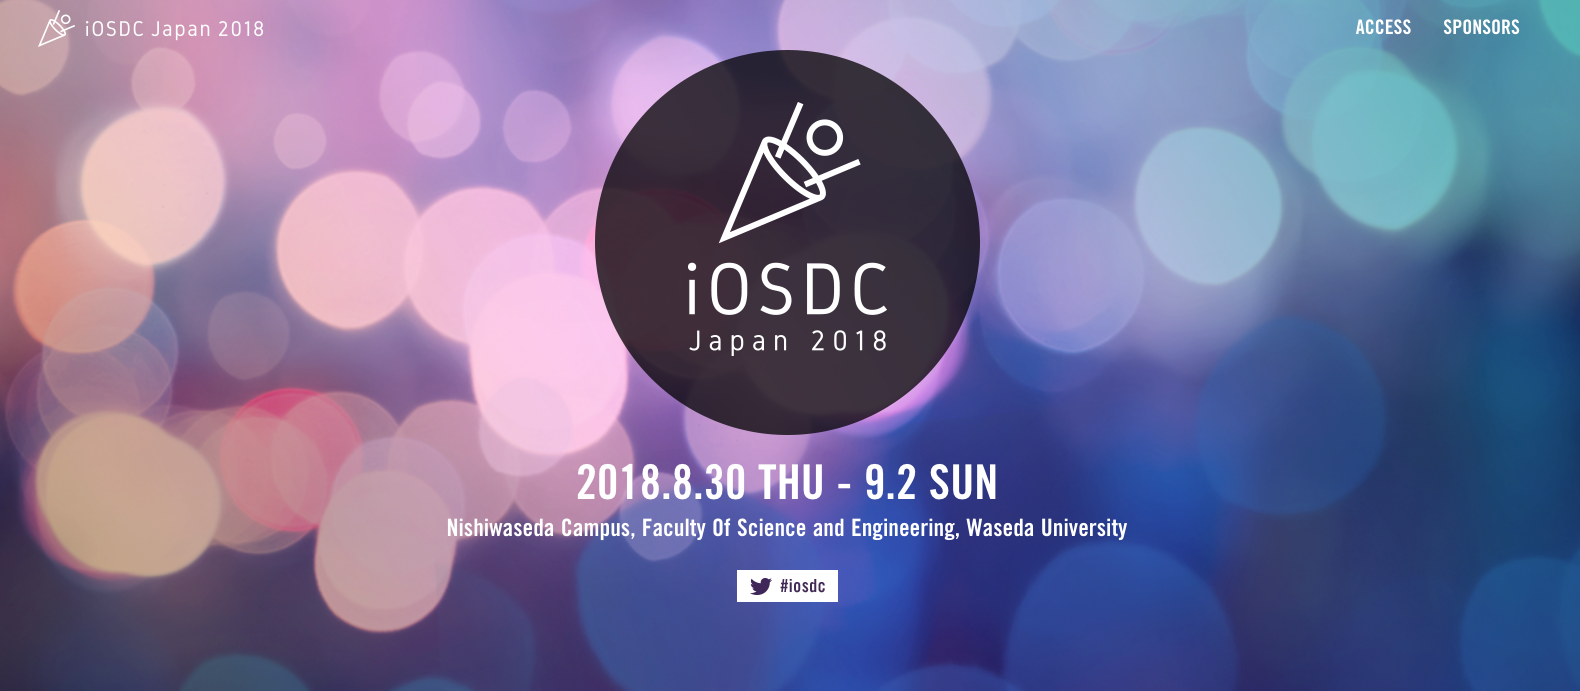 iOSDC Japan 2018
ACCESS
SPONSORS
iOSDC
Japan 2018
2018.8.30 THU - 9.2 SUN
Nishiwaseda Campus, Faculty Of Science and Engineering, Waseda University
#iosdc